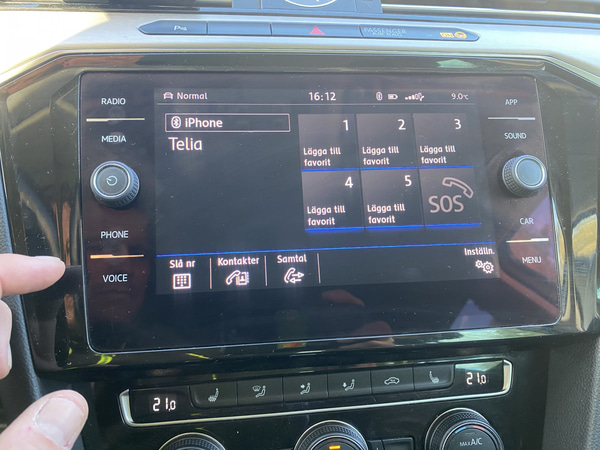 P
PASSENGER
RADIO
MEDIA
PHONE
VOICE
Normal
16:12
9.0°C
iPhone
Telia
1
Lägga till
favorit
2
Lägga till
favorit
3
Lägga till
favorit
4
Lägga till
favorit
5
Lägga till
favorit
SOS
Slå nr
Kontakter
Samtal
Inställn.
APP
SOUND
CAR
MENU
21.0
21.0
MAX A/C